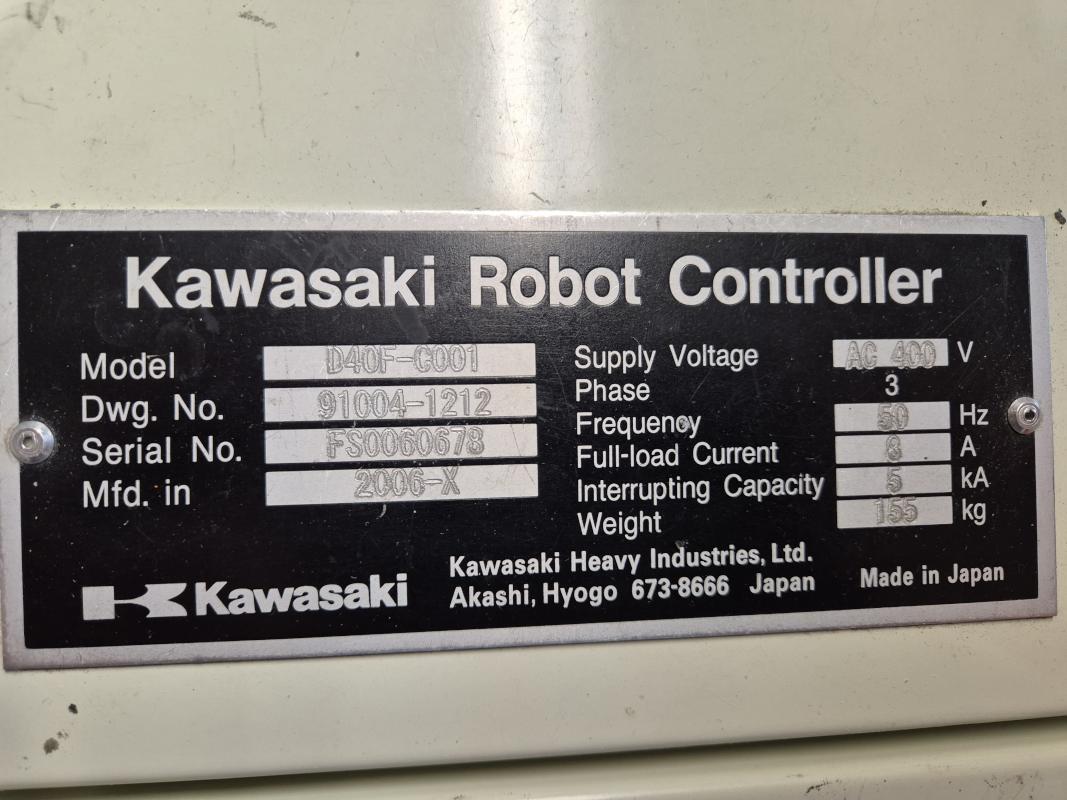 Kawasaki Robot Controller
Model D40F-C001
Dwg. No. 91004-1212
Serial No. FS0060678
Mfd. in 2006-X
Supply Voltage AC 400 V
Phase 3
Frequency 50 Hz
Full-load Current 8 A
Interrupting Capacity 5 kA
Weight 155 kg
Kawasaki
Kawasaki Heavy Industries, Ltd.
Akashi, Hyogo 673-8666 Japan
Made in Japan